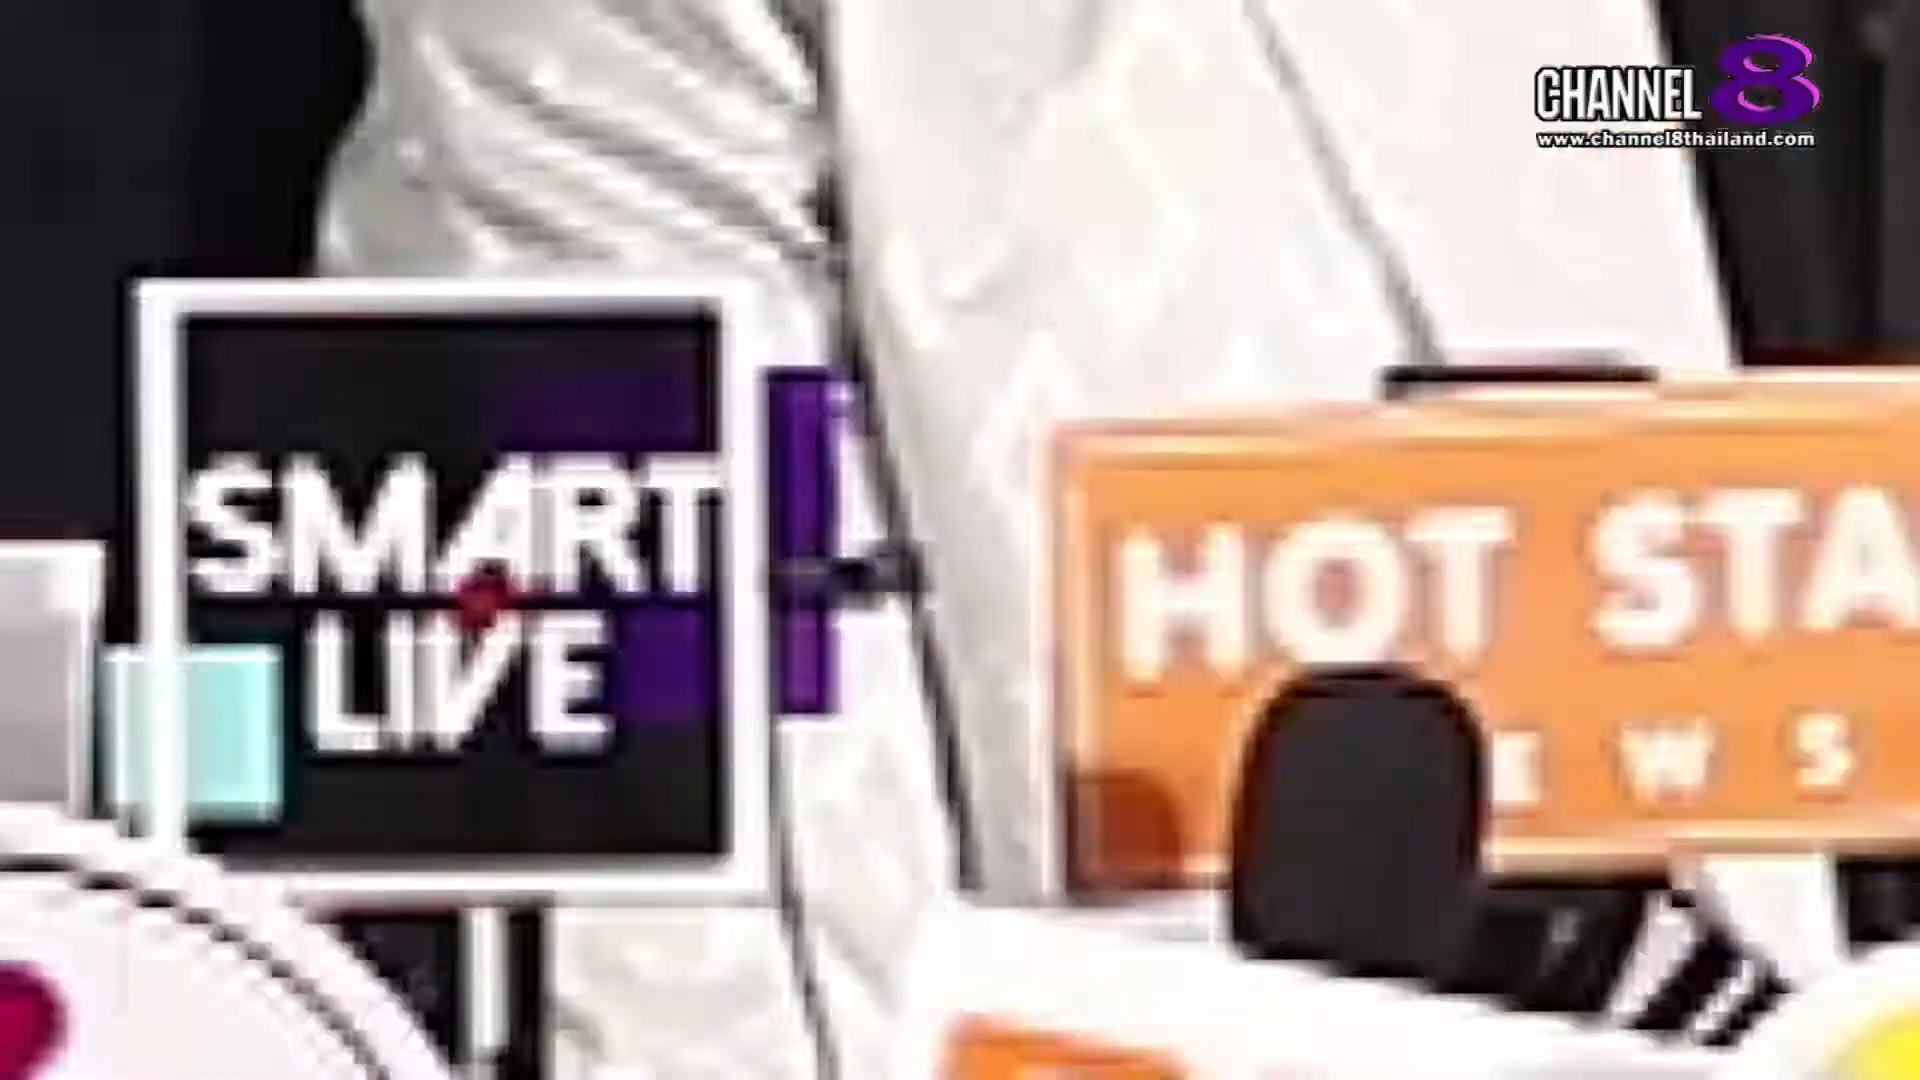 CHANNEL 8
www.channel8thailand.com
SMART
LIVE
HOT STA
E W S